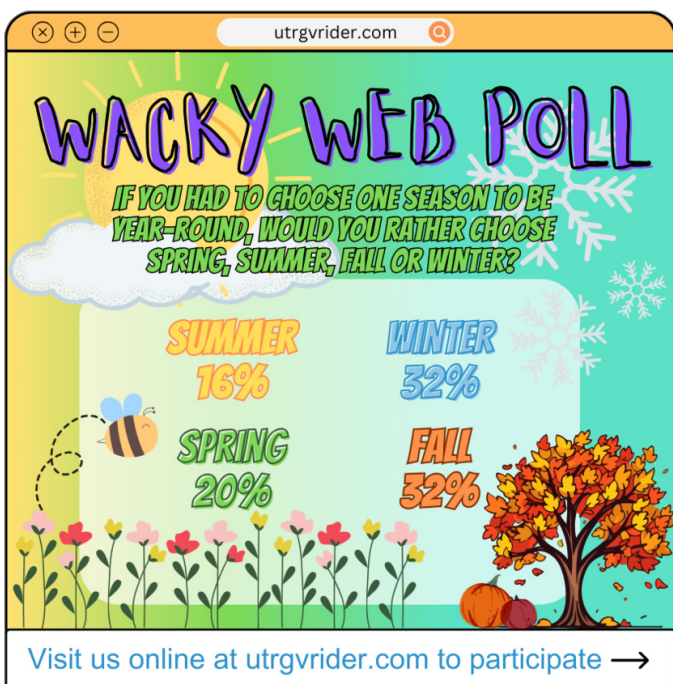 utrgvrider.com
WACKY WEB POLL
IF YOU HAD TO CHOOSE ONE SEASON TO BE
YEAR-ROUND, WOULD YOU RATHER CHOOSE
SPRING, SUMMER, FALL OR WINTER?
SUMMER
16%
WINTER
32%
SPRING
20%
FALL
32%
Visit us online at utrgvrider.com to participate →